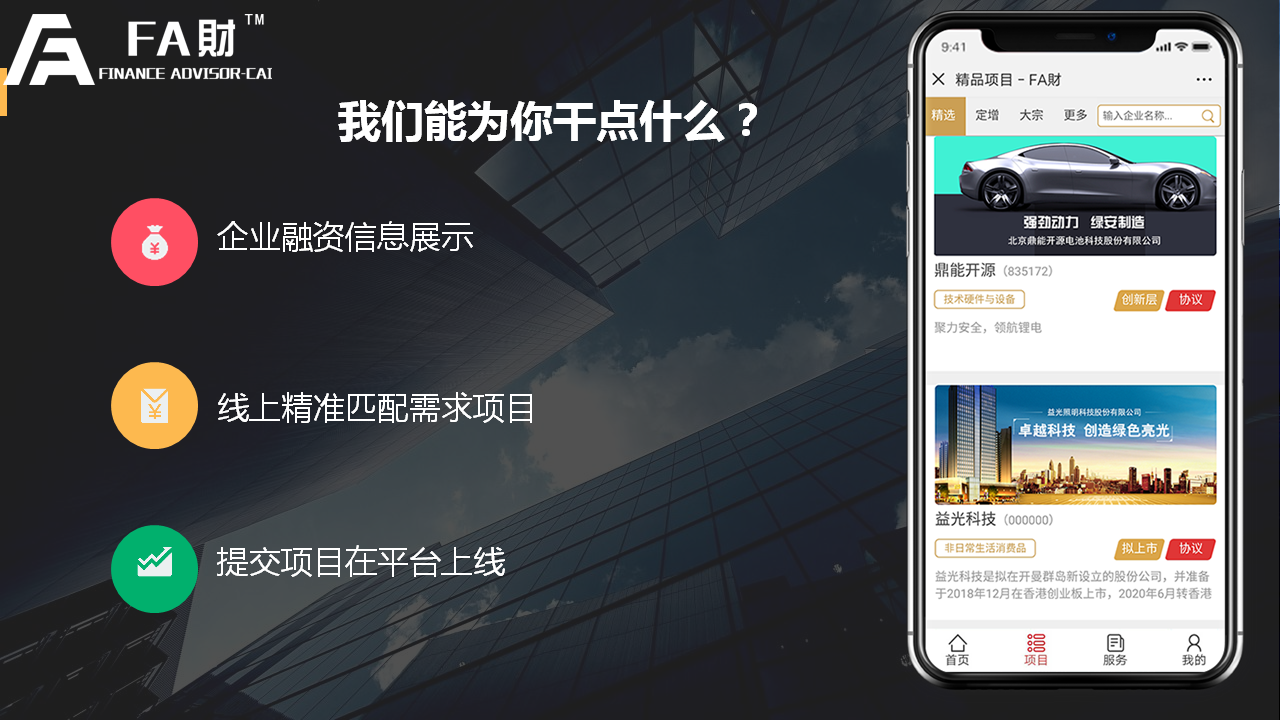 FA財™
FINANCE ADVISOR-CAI
我们能为你干点什么？
企业融资信息展示
线上精准匹配需求项目
提交项目在平台上线
9:41
精品项目 - FA財
精选 定增 大宗 更多 输入企业名称...
强劲动力 绿安制造
北京鼎能开源电池科技股份有限公司
鼎能开源（835172）
技术硬件与设备 创新层 协议
聚力安全，领航锂电
益光照明科技股份有限公司
卓越科技 创造绿色亮光
益光科技（000000）
非日常生活消费品 拟上市 协议
益光科技是拟在开曼群岛新设立的股份公司，并准备
于2018年12月在香港创业板上市，2020年6月转香港
首页 项目 服务 我的